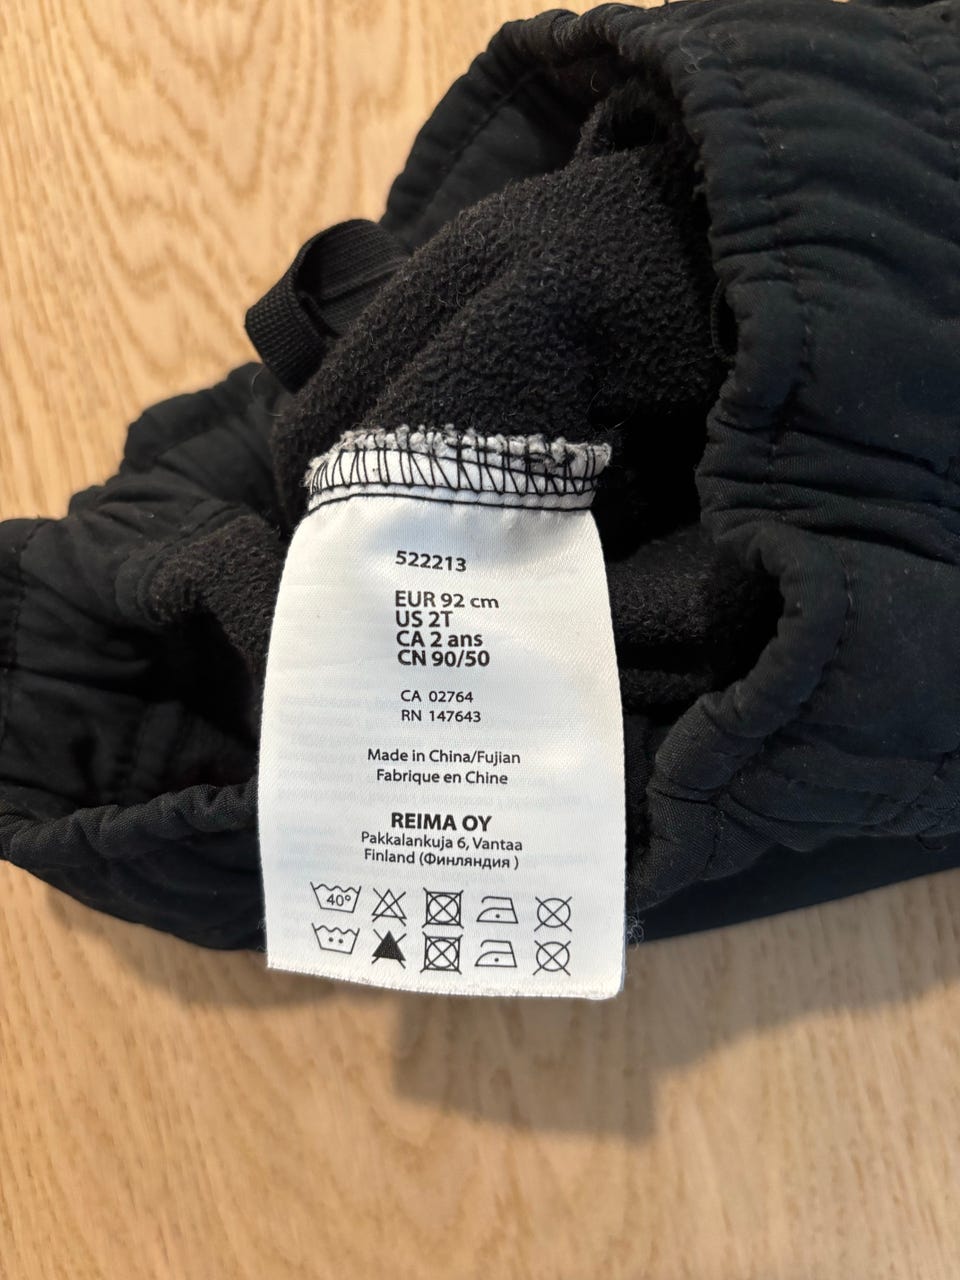 522213
EUR 92 cm
US 2T
CA 2 ans
CN 90/50
CA 02764
RN 147643
Made in China/Fujian
Fabrique en Chine
REIMA OY
Pakkalankuja 6, Vantaa
Finland (Финляндия )
40°